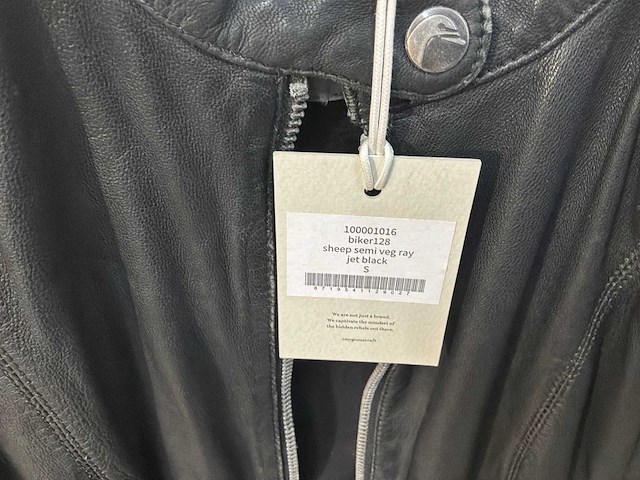 100001016
biker128
sheep semi veg ray
jet black
S
8719541128027
We are not just a brand.
We captivate the mindset of
the hidden rebels out there.